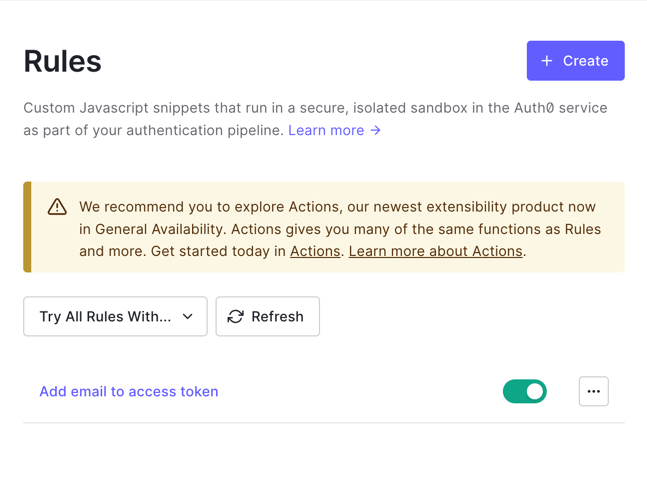 Rules
+ Create
Custom Javascript snippets that run in a secure, isolated sandbox in the Auth0 service
as part of your authentication pipeline. Learn more →
We recommend you to explore Actions, our newest extensibility product now
in General Availability. Actions gives you many of the same functions as Rules
and more. Get started today in Actions. Learn more about Actions.
Try All Rules With...
Refresh
Add email to access token